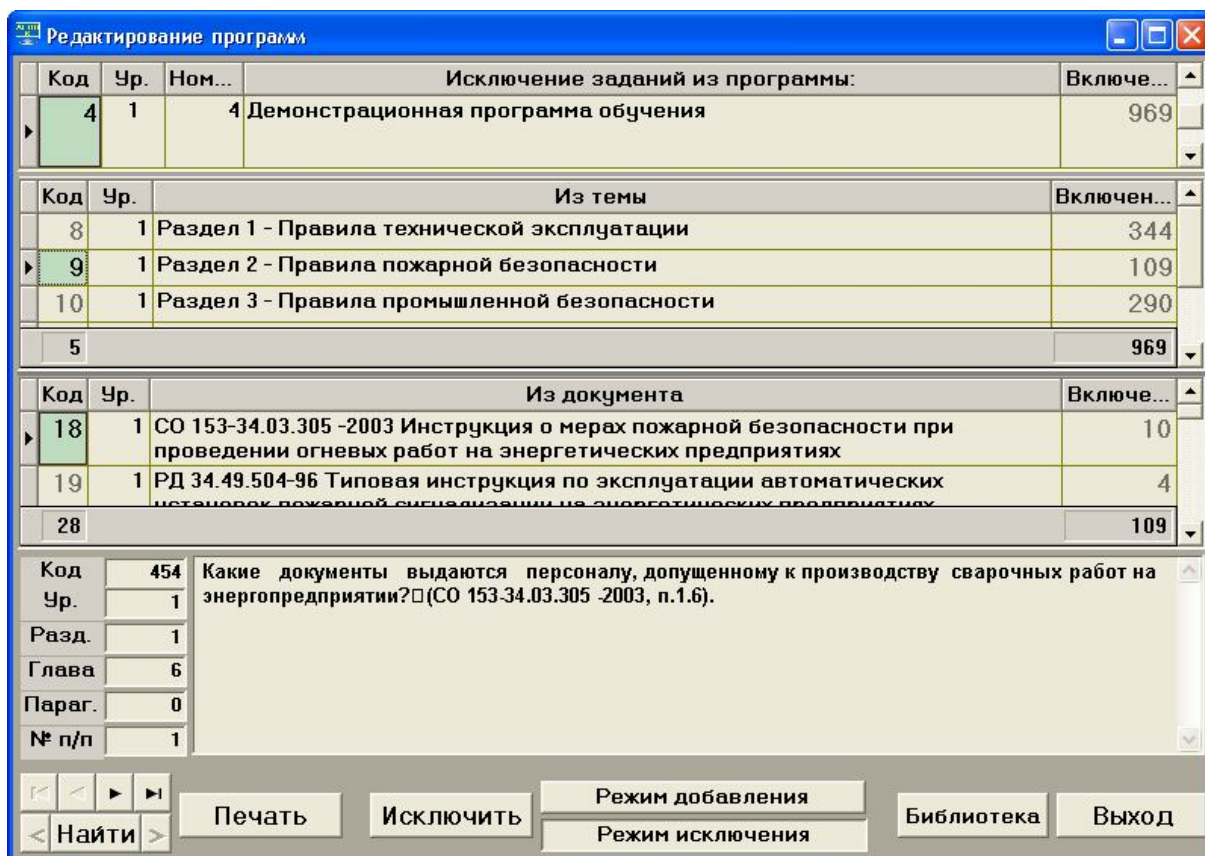 Редактирование программ
Код Ур. Ном... Исключение заданий из программы: Включе...
4 1 4 Демонстрационная программа обучения 969
Код Ур. Из темы Включен...
8 1 Раздел 1 - Правила технической эксплуатации 344
9 1 Раздел 2 - Правила пожарной безопасности 109
10 1 Раздел 3 - Правила промышленной безопасности 290
5 969
Код Ур. Из документа Включе...
18 1 СО 153-34.03.305 -2003 Инструкция о мерах пожарной безопасности при 10
проведении огневых работ на энергетических предприятиях
19 1 РД 34.49.504-96 Типовая инструкция по эксплуатации автоматических 4
установок пожарной сигнализации на энергетических предприятиях
28 109
Код 454 Какие документы выдаются персоналу, допущенному к производству сварочных работ на
Ур. 1 энергопредприятии?□(СО 153-34.03.305 -2003, п.1.6).
Разд. 1
Глава 6
Параг. 0
№ п/п 1
Печать Исключить Режим добавления Библиотека Выход
< Найти > Режим исключения